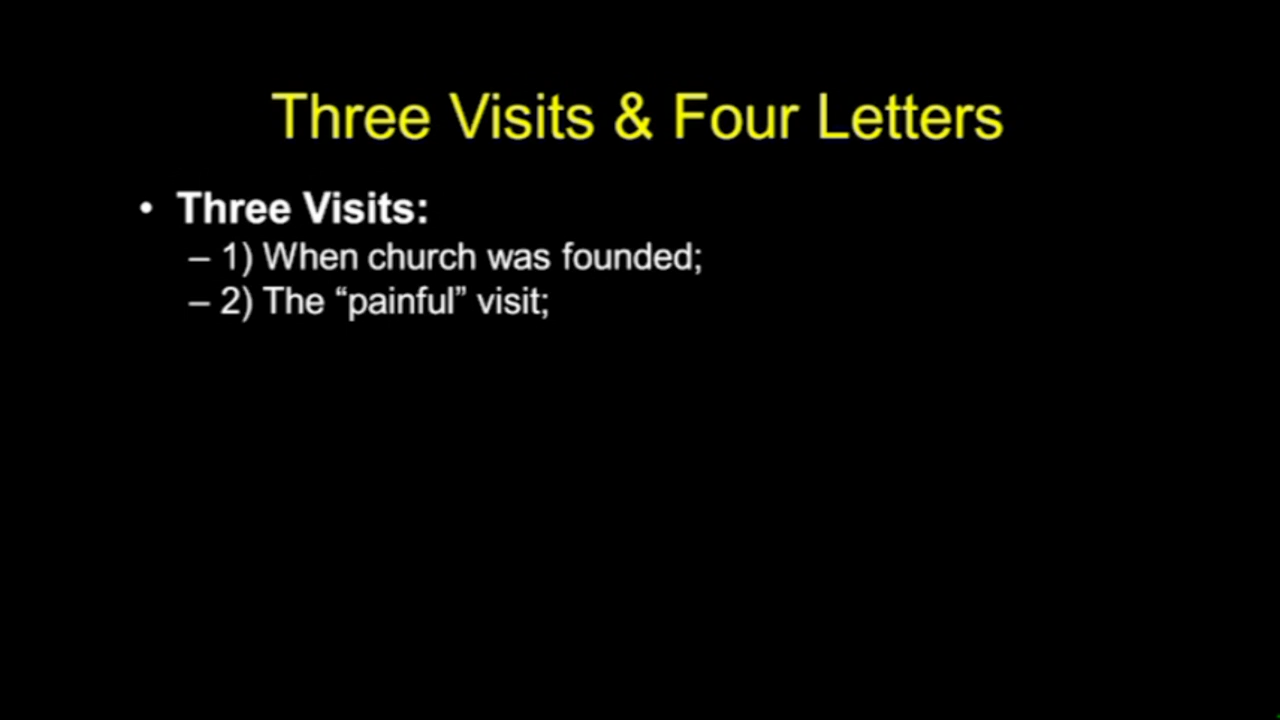 Three Visits & Four Letters
• Three Visits:
– 1) When church was founded;
– 2) The “painful” visit;